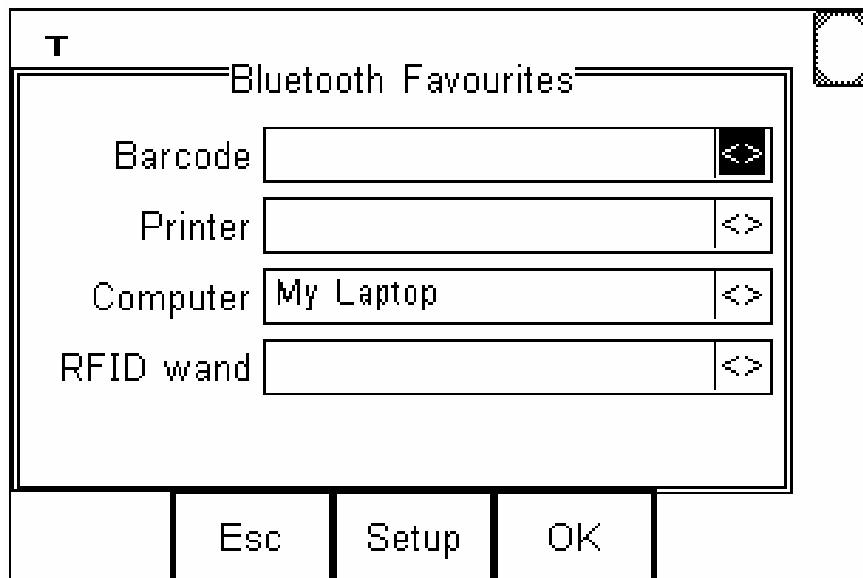 T
Bluetooth Favourites
Barcode <>
Printer <>
Computer My Laptop <>
RFID wand <>
Esc Setup OK